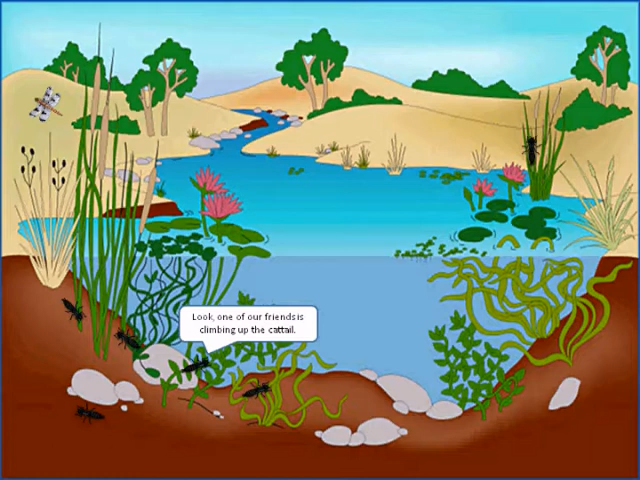 Look, one of our friends is
climbing up the cattail.